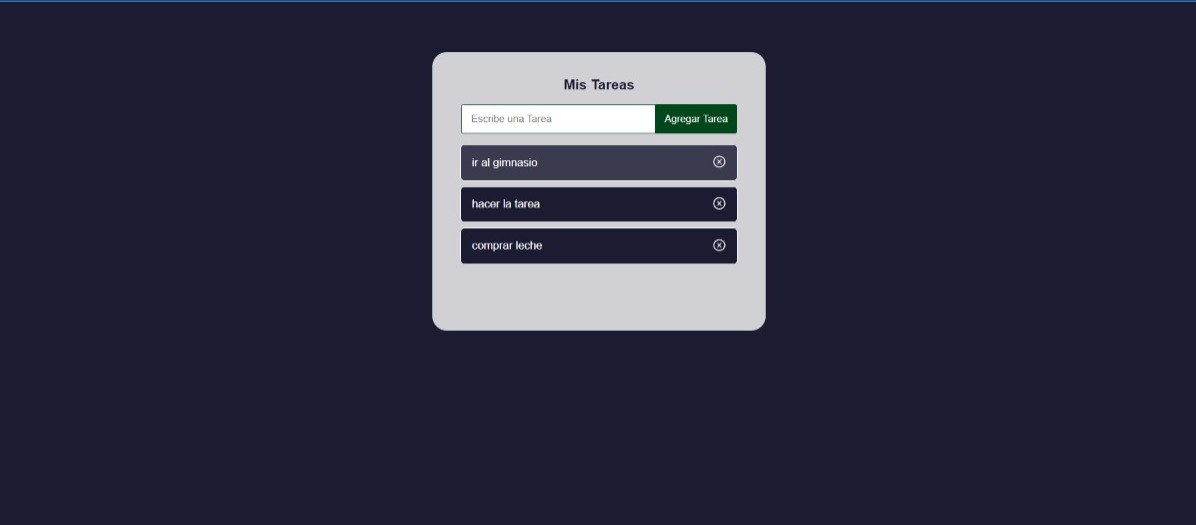 Mis Tareas
Escribe una Tarea
Agregar Tarea
ir al gimnasio
hacer la tarea
comprar leche